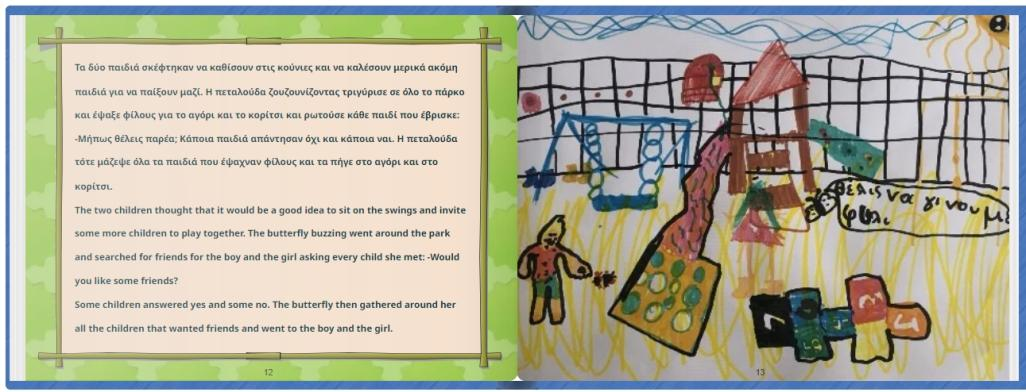 Τα δύο παιδιά σκέφτηκαν να καθίσουν στις κούνιες και να καλέσουν μερικά ακόμη
παιδιά για να παίξουν μαζί. Η πεταλούδα ζουζουνίζοντας τριγύρισε σε όλο το πάρκο
και έψαξε φίλους για το αγόρι και το κορίτσι και ρωτούσε κάθε παιδί που έβρισκε:
-Μήπως θέλεις παρέα; Κάποια παιδιά απάντησαν όχι και κάποια ναι. Η πεταλούδα
τότε μάζεψε όλα τα παιδιά που έψαχναν φίλους και τα πήγε στο αγόρι και στο
κορίτσι.
The two children thought that it would be a good idea to sit on the swings and invite
some more children to play together. The butterfly buzzing went around the park
and searched for friends for the boy and the girl asking every child she met: -Would
you like some friends?
Some children answered yes and some no. The butterfly then gathered around her
all the children that wanted friends and went to the boy and the girl.
12
θέλις να γίνουμε
φίλι
7
13